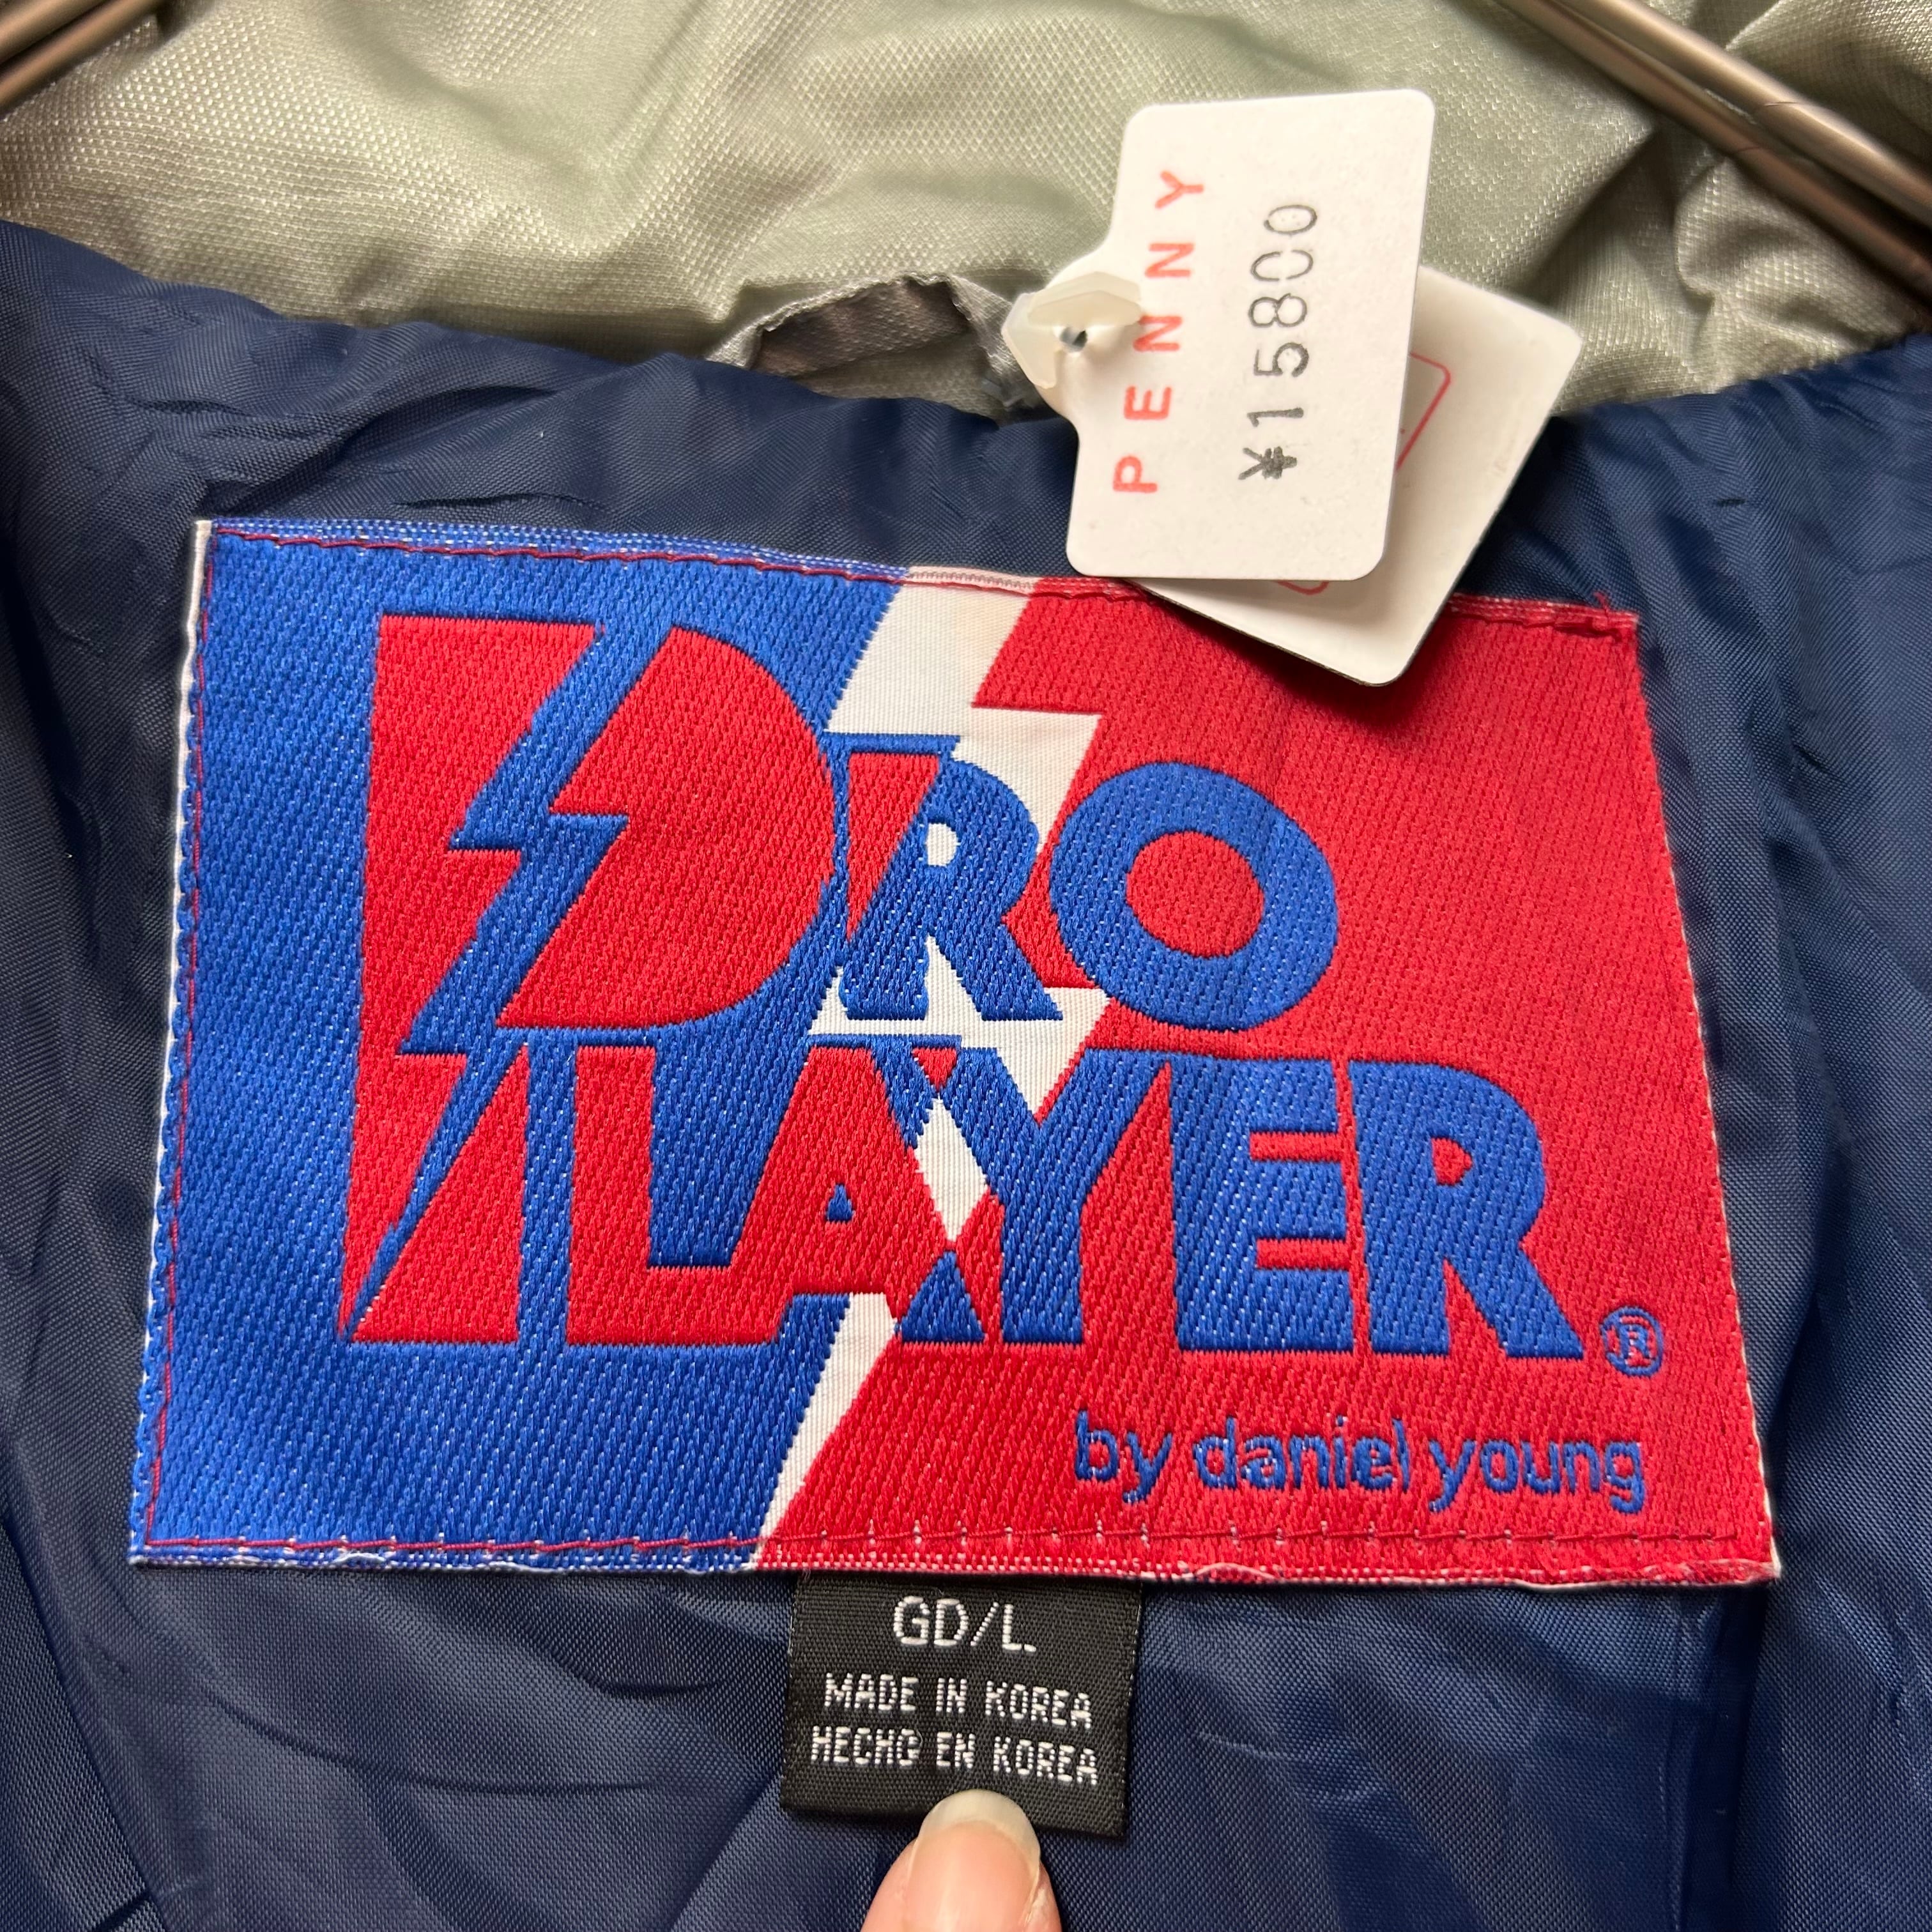 PENNY
¥15800
PRO
PLAYER®
by daniel young
GD/L.
MADE IN KOREA
HECHO EN KOREA